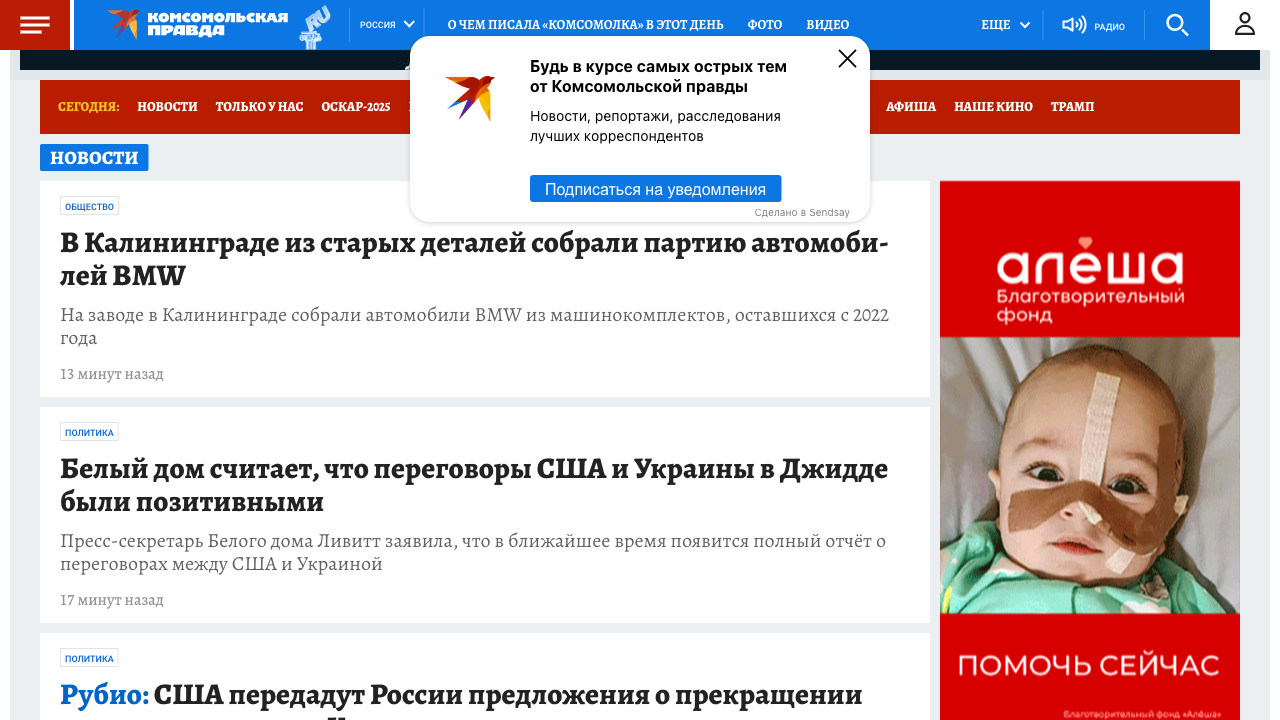 КОМСОМОЛЬСКАЯ
ПРАВДА
.RU
РОССИЯ
О ЧЕМ ПИСАЛА «КОМСОМОЛКА» В ЭТОТ ДЕНЬ
ФОТО
ВИДЕО
ЕЩЕ
РАДИО
Будь в курсе самых острых тем
от Комсомольской правды
Новости, репортажи, расследования
лучших корреспондентов
Подписаться на уведомления
Сделано в Sendsay
СЕГОДНЯ:
НОВОСТИ
ТОЛЬКО У НАС
ОСКАР-2025
АФИША
НАШЕ КИНО
ТРАМП
НОВОСТИ
ОБЩЕСТВО
В Калининграде из старых деталей собрали партию автомоби-
лей BMW
На заводе в Калининграде собрали автомобили BMW из машинокомплектов, оставшихся с 2022
года
13 минут назад
ПОЛИТИКА
Белый дом считает, что переговоры США и Украины в Джидде
были позитивными
Пресс-секретарь Белого дома Ливитт заявила, что в ближайшее время появится полный отчёт о
переговорах между США и Украиной
17 минут назад
ПОЛИТИКА
Рубио: США передадут России предложения о прекращении
алёша
Благотворительный
фонд
ПОМОЧЬ СЕЙЧАС
Благотворительный фонд «Алёша»